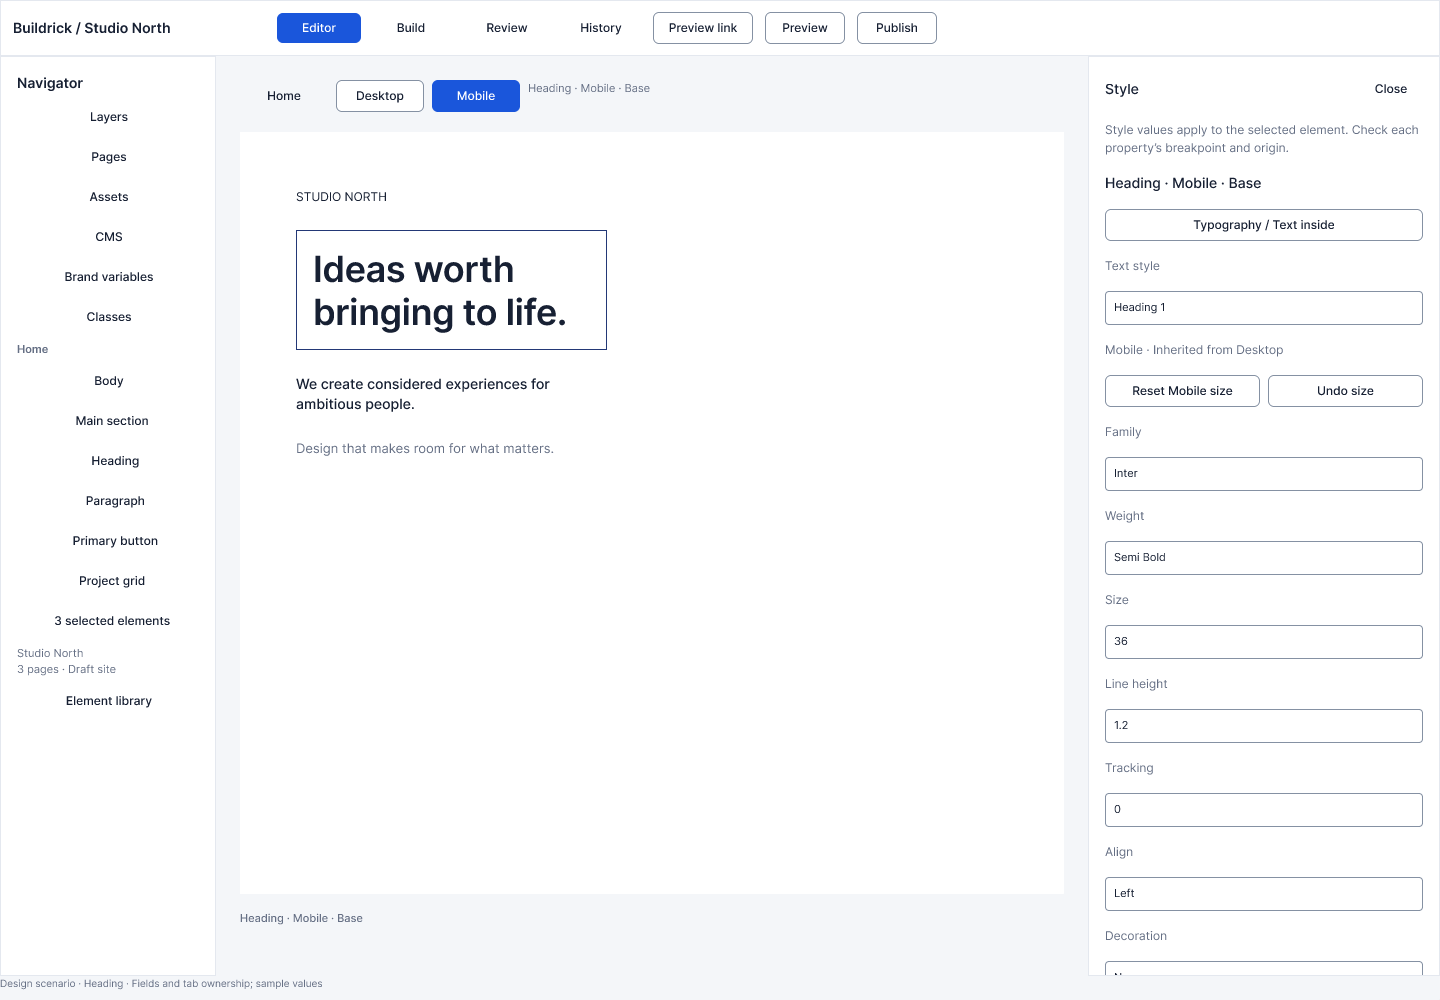 Buildrick / Studio North
Editor
Build
Review
History
Preview link
Preview
Publish
Navigator
Layers
Pages
Assets
CMS
Brand variables
Classes
Home
Body
Main section
Heading
Paragraph
Primary button
Project grid
3 selected elements
Studio North
3 pages · Draft site
Element library
Home
Desktop
Mobile
Heading · Mobile · Base
STUDIO NORTH
Ideas worth
bringing to life.
We create considered experiences for
ambitious people.
Design that makes room for what matters.
Heading · Mobile · Base
Style
Close
Style values apply to the selected element. Check each
property’s breakpoint and origin.
Heading · Mobile · Base
Typography / Text inside
Text style
Heading 1
Mobile · Inherited from Desktop
Reset Mobile size
Undo size
Family
Inter
Weight
Semi Bold
Size
36
Line height
1.2
Tracking
0
Align
Left
Decoration
Design scenario · Heading · Fields and tab ownership; sample values